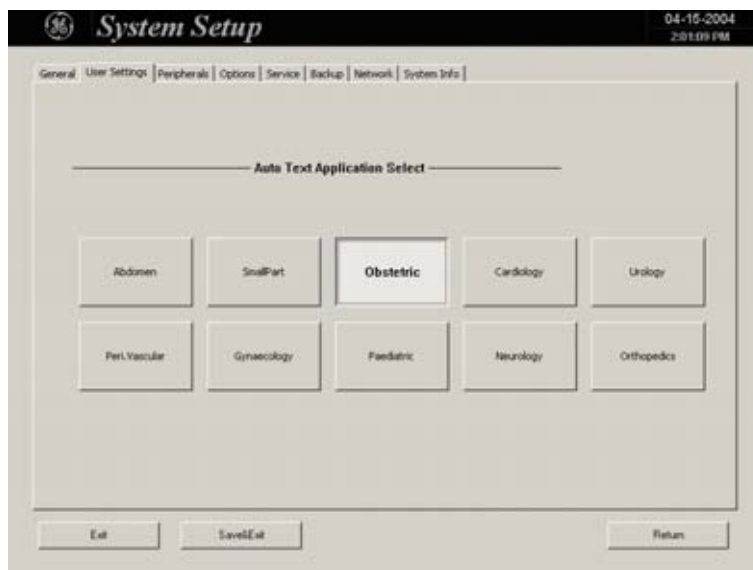 System Setup
04-15-2004
2:01:09 PM
General User Settings Peripherals Options Service Backup Network System Info
Auto Text Application Select
Abdomen SmallPart Obstetric Cardiology Urology
Peri.Vascular Gynaecology Paediatric Neurology Orthopedics
Exit Save&Exit Return